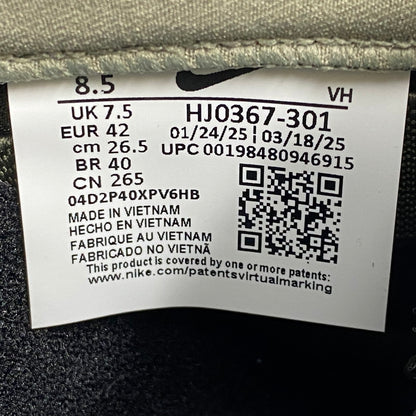 8.5
VH
UK 7.5
EUR 42
cm 26.5
BR 40
CN 265
HJ0367-301
01/24/25 | 03/18/25
UPC 00198480946915
04D2P40XPV6HB
MADE IN VIETNAM
HECHO EN VIETNAM
FABRIQUE AU VIETNAM
FABRICADO NO VIETNÃ
This product is covered by one or more patents:
www.nike.com/patentsvirtualmarking